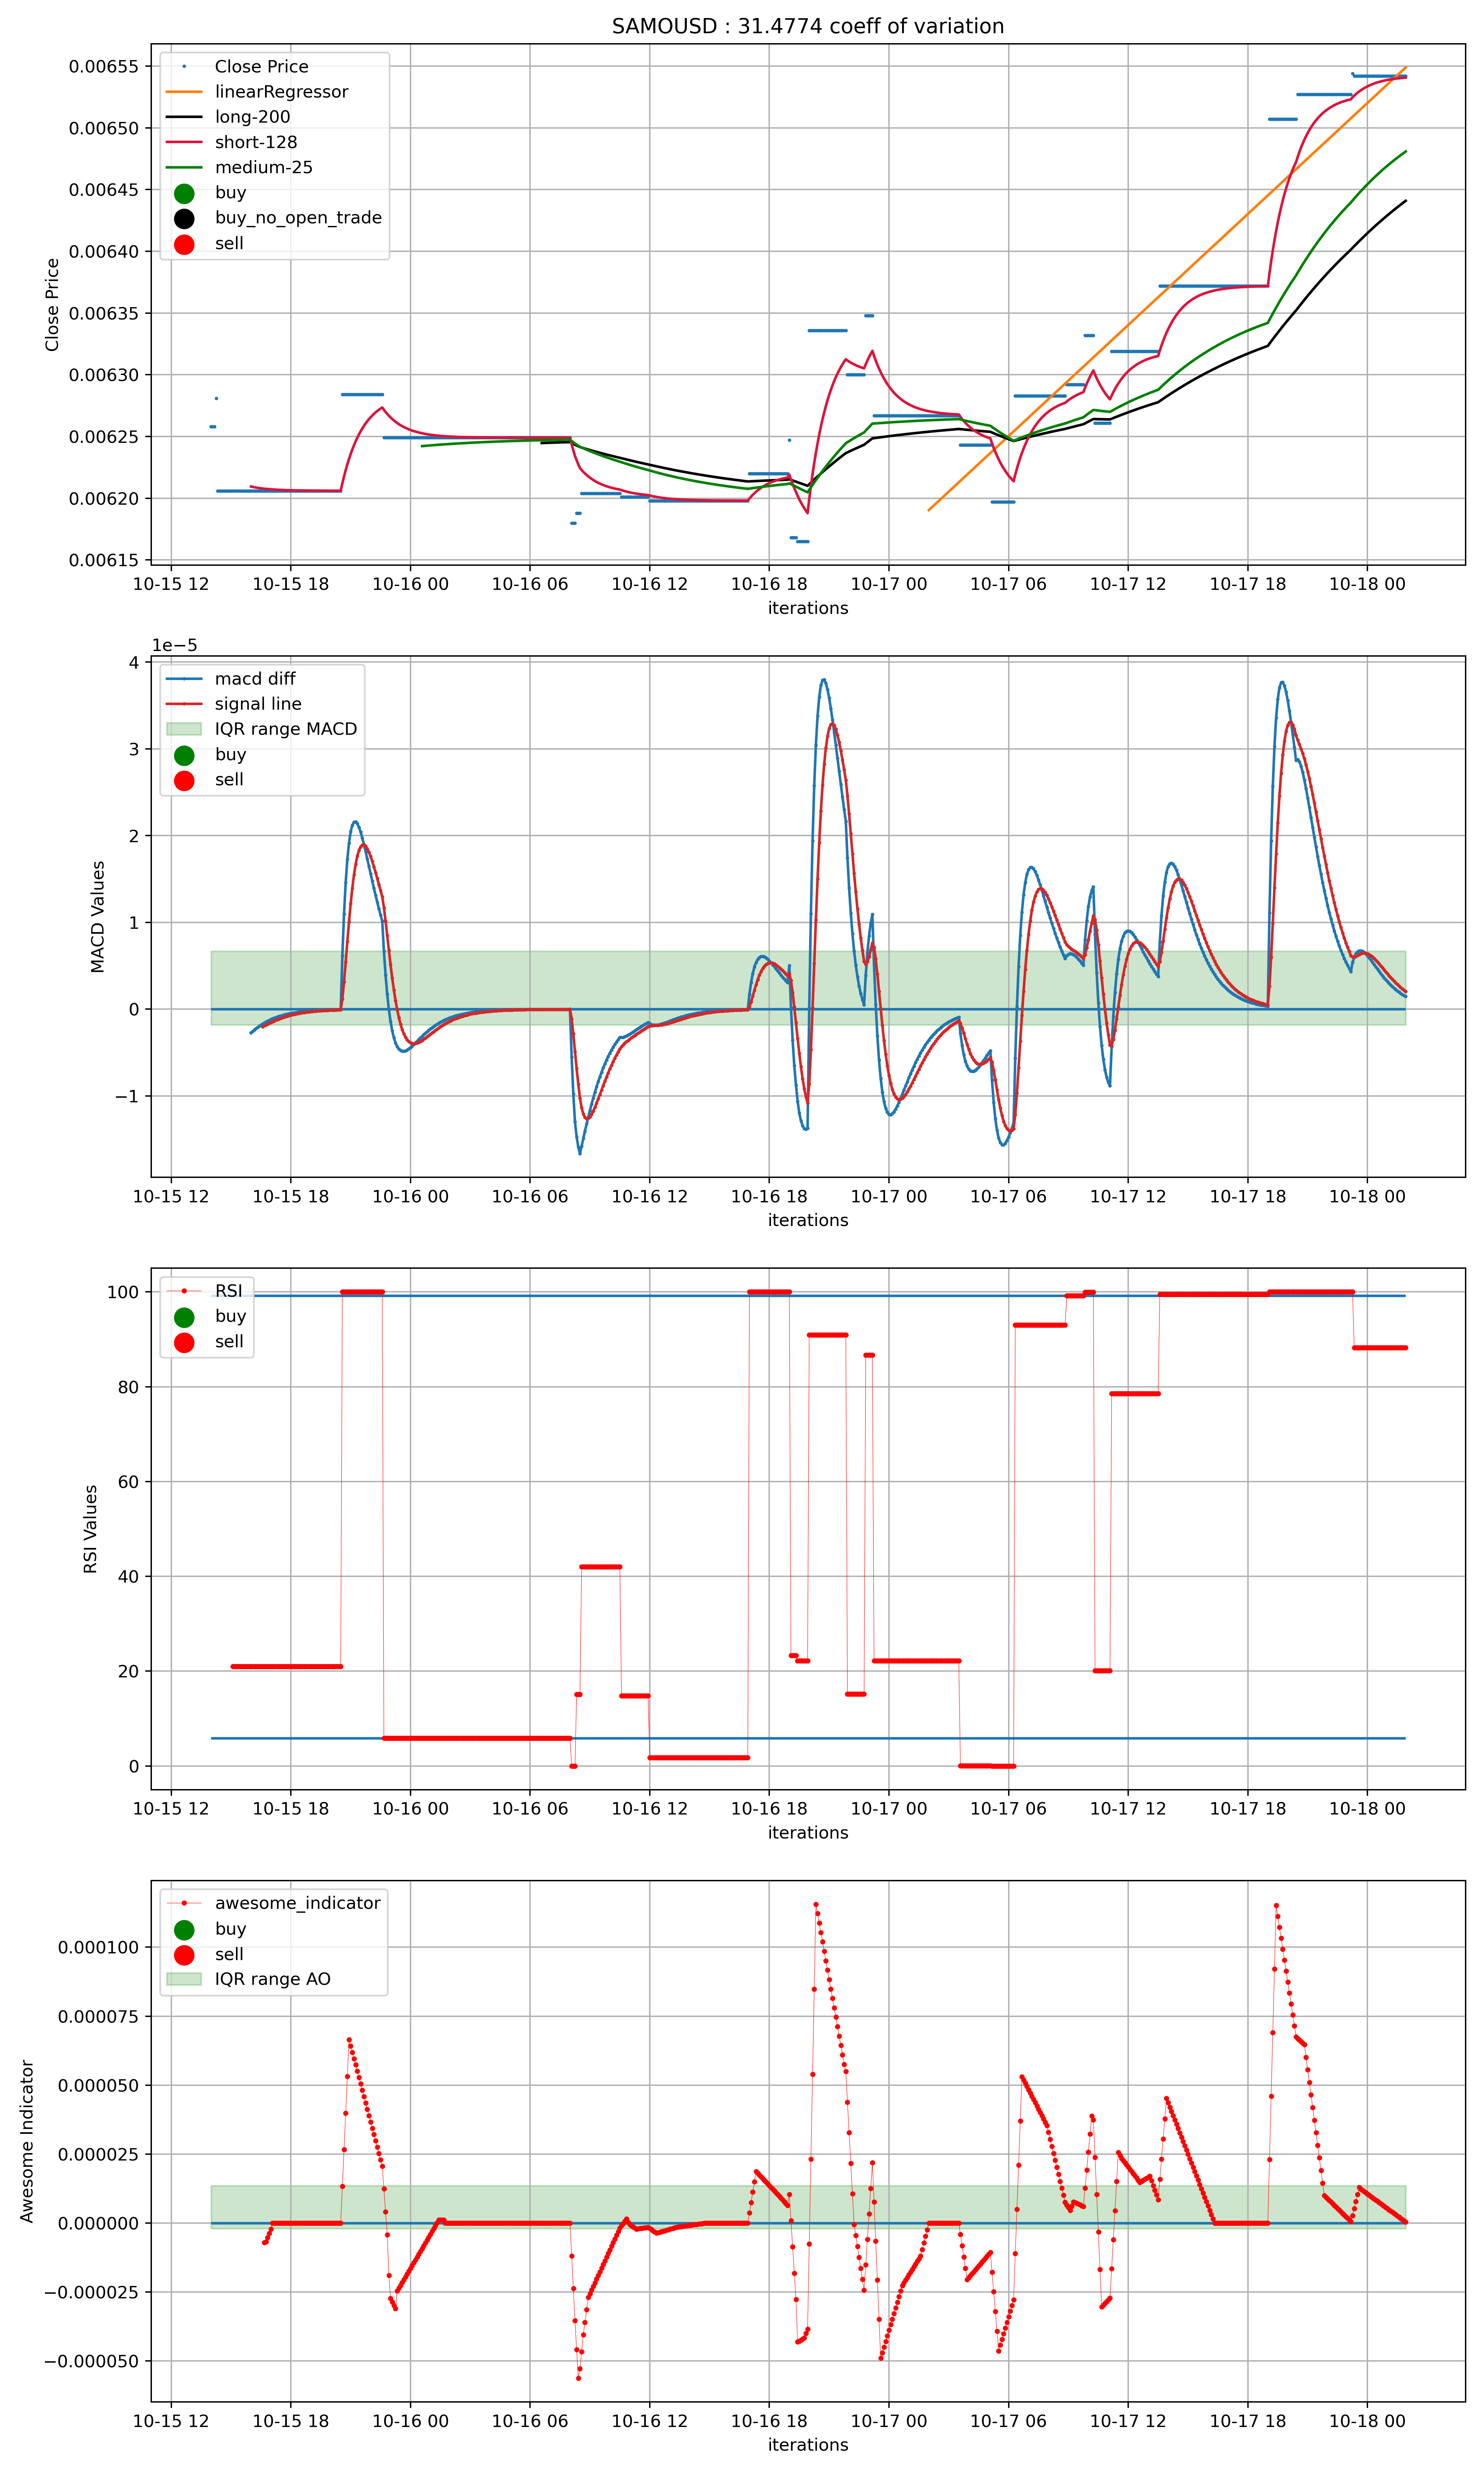 SAMOUSD : 31.4774 coeff of variation
Close Price
linearRegressor
long-200
short-128
medium-25
buy
buy_no_open_trade
sell
0.00655
0.00650
0.00645
0.00640
0.00635
0.00630
0.00625
0.00620
0.00615
Close Price
10-15 12 10-15 18 10-16 00 10-16 06 10-16 12 10-16 18 10-17 00 10-17 06 10-17 12 10-17 18 10-18 00
iterations
1e−5
macd diff
signal line
IQR range MACD
buy
sell
4
3
2
1
0
−1
MACD Values
10-15 12 10-15 18 10-16 00 10-16 06 10-16 12 10-16 18 10-17 00 10-17 06 10-17 12 10-17 18 10-18 00
iterations
RSI
buy
sell
100
80
60
40
20
0
RSI Values
10-15 12 10-15 18 10-16 00 10-16 06 10-16 12 10-16 18 10-17 00 10-17 06 10-17 12 10-17 18 10-18 00
iterations
awesome_indicator
buy
sell
IQR range AO
0.000100
0.000075
0.000050
0.000025
0.000000
−0.000025
−0.000050
Awesome Indicator
10-15 12 10-15 18 10-16 00 10-16 06 10-16 12 10-16 18 10-17 00 10-17 06 10-17 12 10-17 18 10-18 00
iterations